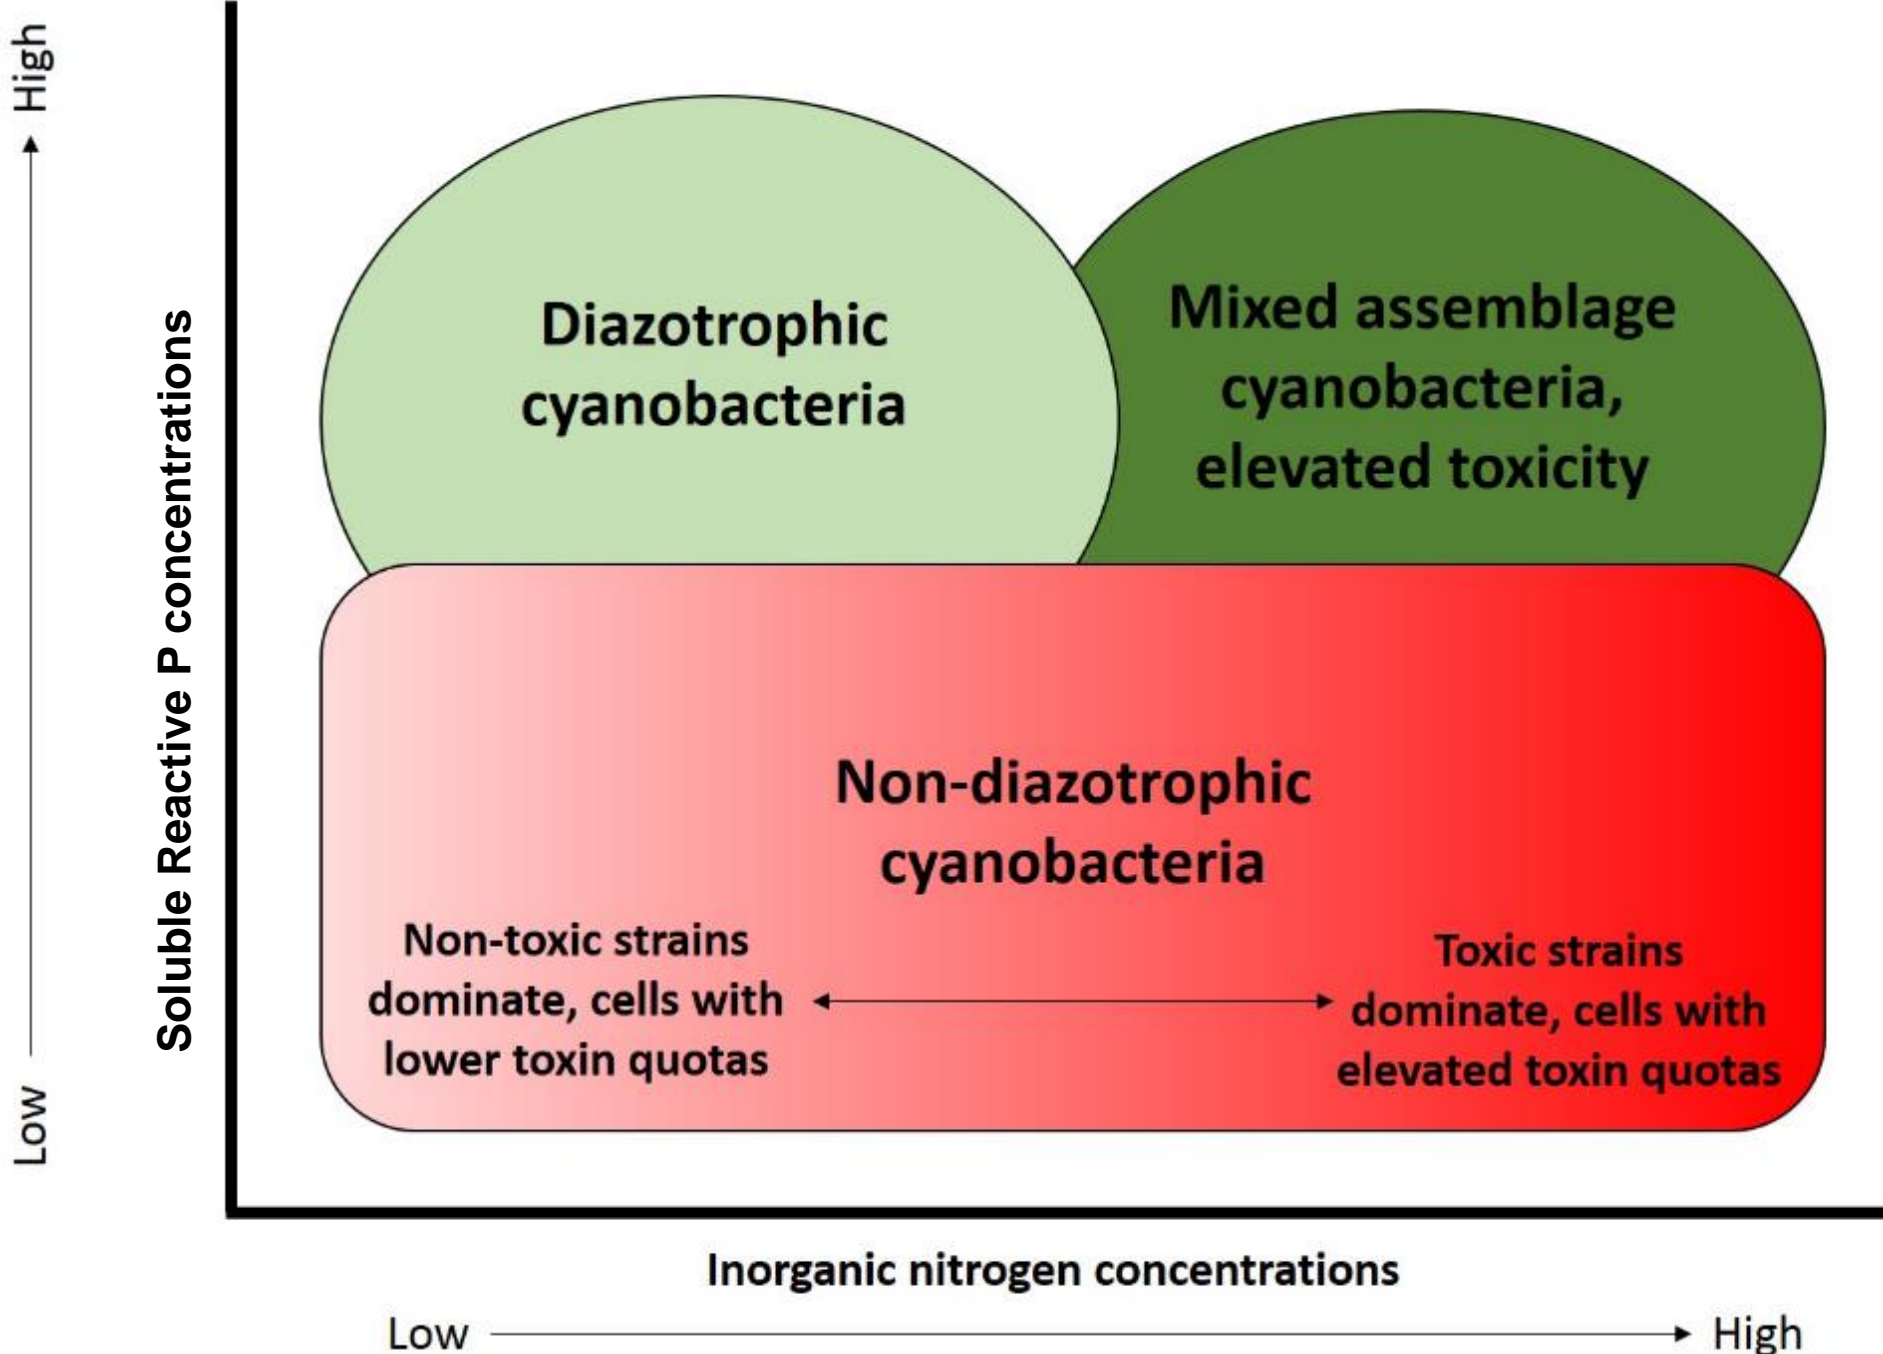 High
Low
Soluble Reactive P concentrations
Diazotrophic
cyanobacteria
Mixed assemblage
cyanobacteria,
elevated toxicity
Non-diazotrophic
cyanobacteria
Non-toxic strains
dominate, cells with
lower toxin quotas
Toxic strains
dominate, cells with
elevated toxin quotas
Inorganic nitrogen concentrations
Low
High